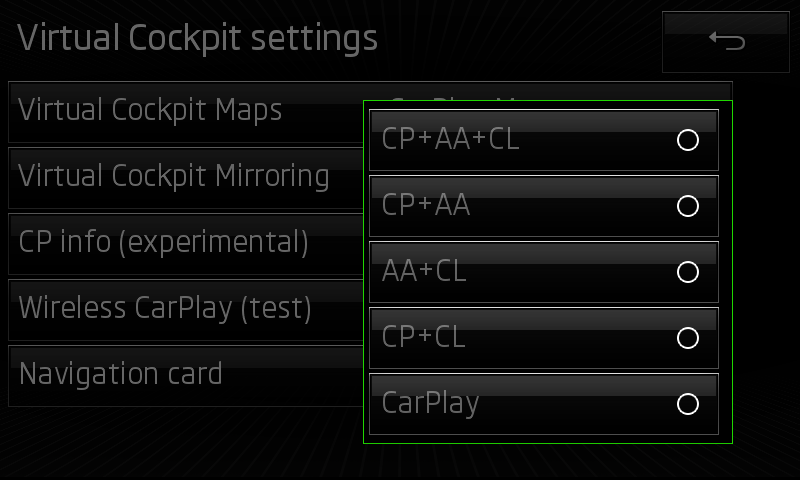 Virtual Cockpit settings
Virtual Cockpit Maps
Virtual Cockpit Mirroring
CP info (experimental)
Wireless CarPlay (test)
Navigation card
CP+AA+CL
CP+AA
AA+CL
CP+CL
CarPlay